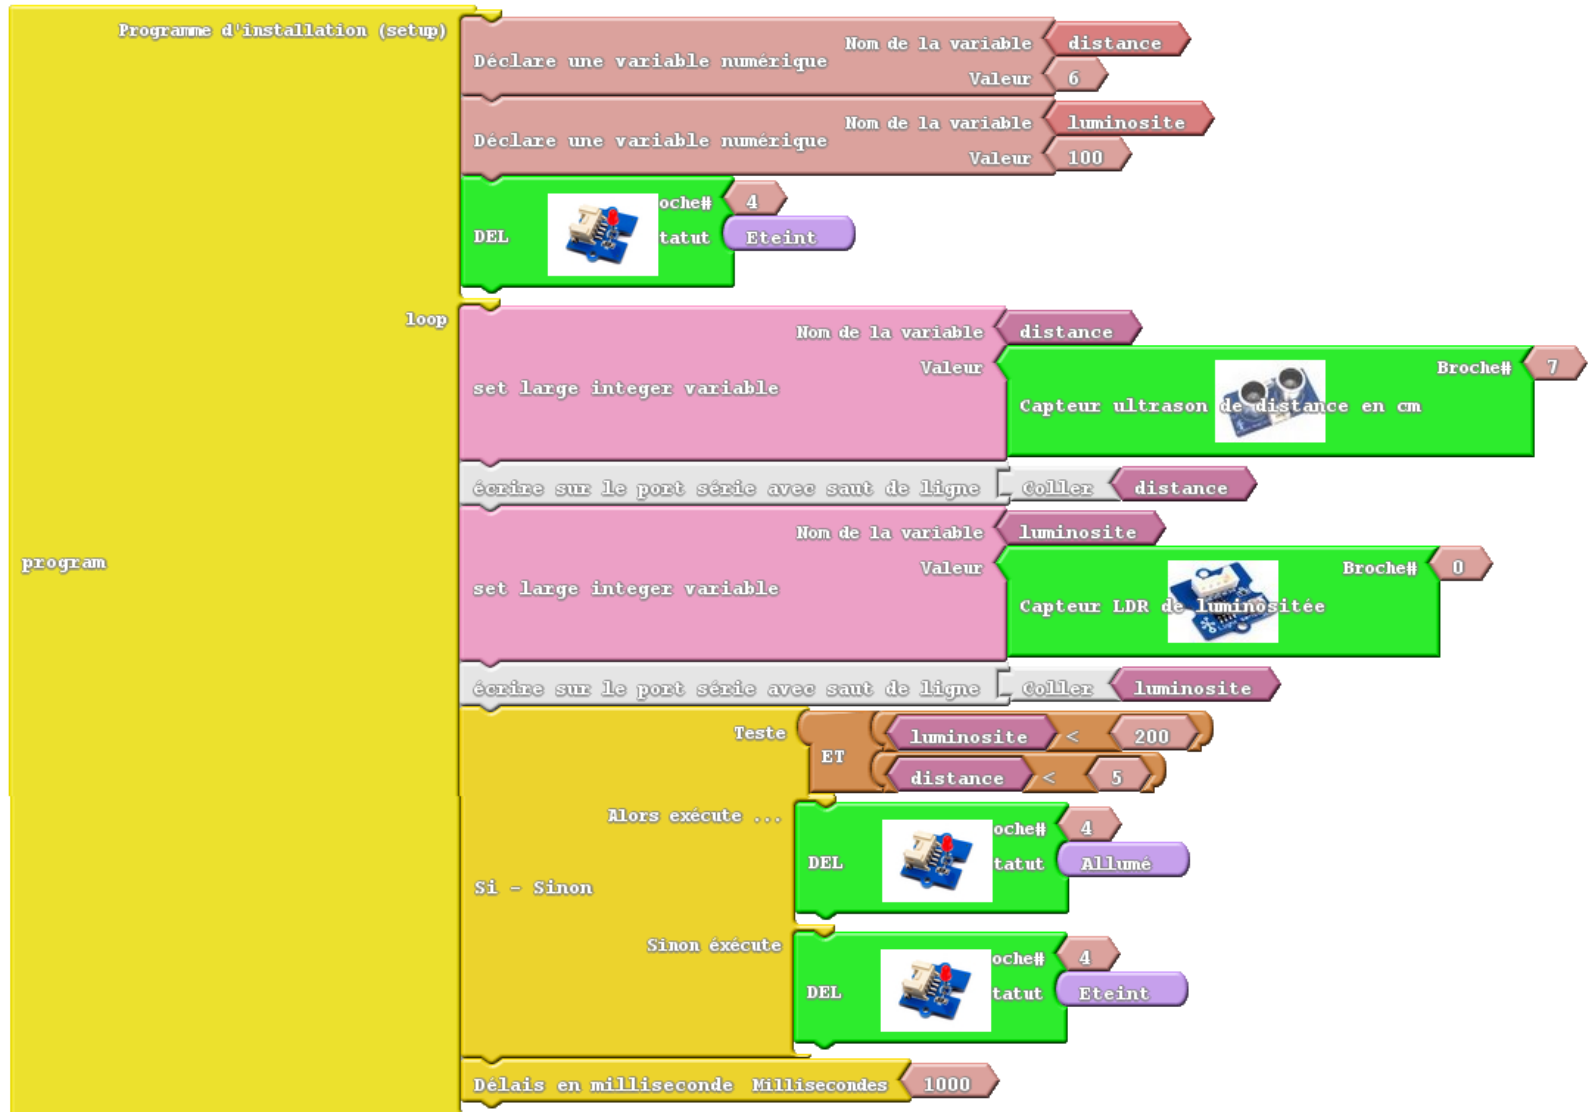 Programme d'installation (setup)
Déclare une variable numérique
Nom de la variable distance
Valeur 6
Déclare une variable numérique
Nom de la variable luminosite
Valeur 100
DEL
oche# 4
tatut Eteint
loop
set large integer variable
Nom de la variable distance
Valeur
Capteur ultrason de distance en cm
Broche# 7
écrire sur le port série avec saut de ligne Coller distance
program
set large integer variable
Nom de la variable luminosite
Valeur
Capteur LDR de luminositée
Broche# 0
écrire sur le port série avec saut de ligne Coller luminosite
Si - Sinon
Teste
ET
luminosite < 200
distance < 5
Alors exécute ...
DEL
oche# 4
tatut Allumé
Sinon éxécute
DEL
oche# 4
tatut Eteint
Délais en milliseconde Millisecondes 1000